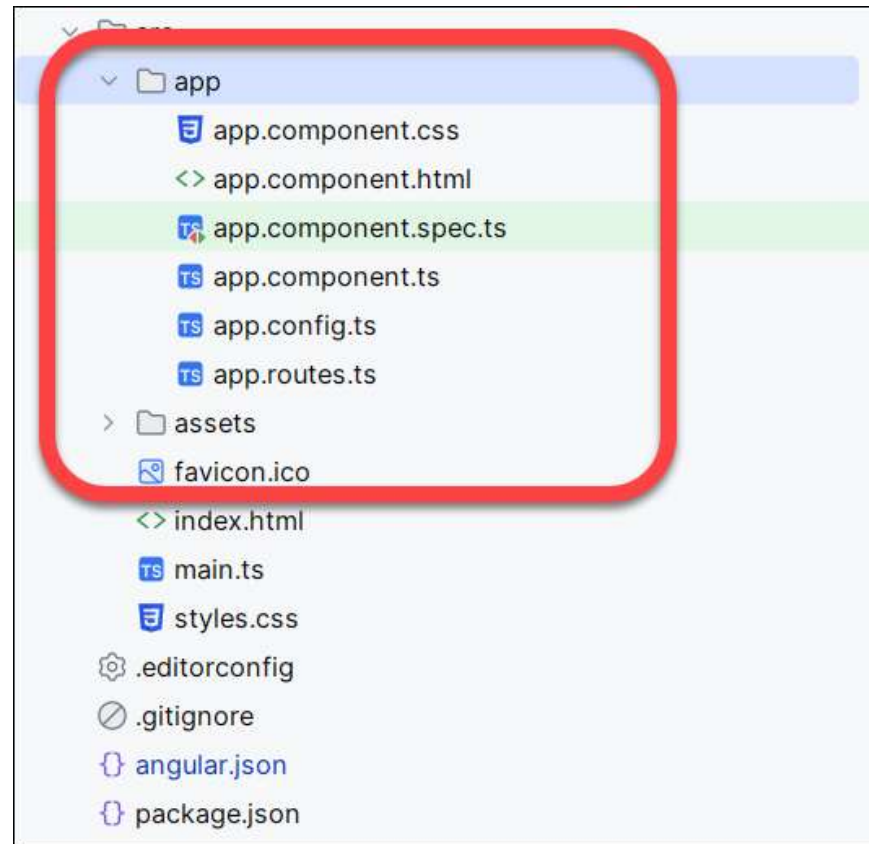 app
app.component.css
app.component.html
app.component.spec.ts
app.component.ts
app.config.ts
app.routes.ts
assets
favicon.ico
index.html
main.ts
styles.css
.editorconfig
.gitignore
angular.json
package.json